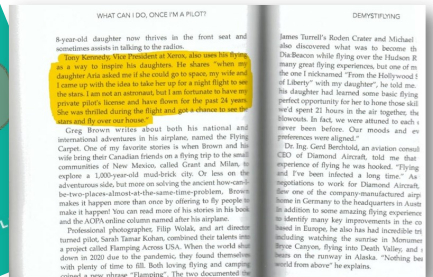 WHAT CAN I DO, ONCE I'M A PILOT?
8-year-old daughter now thrives in the front seat and
sometimes assists in talking to the radios.
Tony Kennedy, Vice President at Xerox, also uses his flying
as a way to inspire his daughters. He shares "when my
daughter Aria asked me if she could go to space, my wife and
I came up with the idea to take her up for a night flight to see
the stars. I am not an astronaut, but I am fortunate to have my
private pilot's license and have flown for the past 24 years.
She was thrilled during the flight and got a chance to see the
stars and fly over our house."
Greg Brown writes about both his national and
international adventures in his airplane, named the Flying
Carpet. One of my favorite stories is when Brown and his
wife bring their Canadian friends on a flying trip to the small
communities of New Mexico, called Grant and Milan, to
explore a 1,000-year-old mud-brick city. Or less on the
adventurous side, but more on solving the ancient how-can-I-
be-two-places-almost-at-the-same-time-problem, Brown
makes it happen more than once by offering to fly people to
make it happen! You can read more of his stories in his book
and the AOPA online column named after his airplane.
Professional photographer, Filip Wolak, and art director
turned pilot, Sarah Tamar Kohan, combined their talents into
a project called Flamping Across USA. When the world shut
down in 2020 due to the pandemic, they found themselves
with plenty of time to fill. Both loving flying and camping
coined a new phrase "Flamping". The two documented the
DEMYSTIFYING
James Turrell's Roden Crater and Michael
also discovered what was to become th
Dia:Beacon while flying over the Hudson R
many great flying experiences, but one of m
the one I nicknamed "From the Hollywood S
of Liberty" with my daughter", he told me.
his daughter had learned some basic flying
perfect opportunity for her to hone those skil
we'd spent 21 hours in the air together, the
blowouts. In fact, we were attuned to each
never been before. Our moods and ev
preferences were aligned."
Dr. Ing. Gerd Berchtold, an aviation consul
CEO of Diamond Aircraft, told me that
experience of flying he was hooked. "Flying
and I've been infected a long time." As
negotiations to work for Diamond Aircraft,
flew one of the company-manufactured airp
home in Germany to the headquarters in Aust
In addition to some amazing flying experience
to identify many key improvements in the co
based in Europe, he also has had incredible tri
including watching the sunrise in Monume
Bryce Canyon, flying into Death Valley, and
bears on the runway in Alaska. "Nothing bea
world from above" he explains.